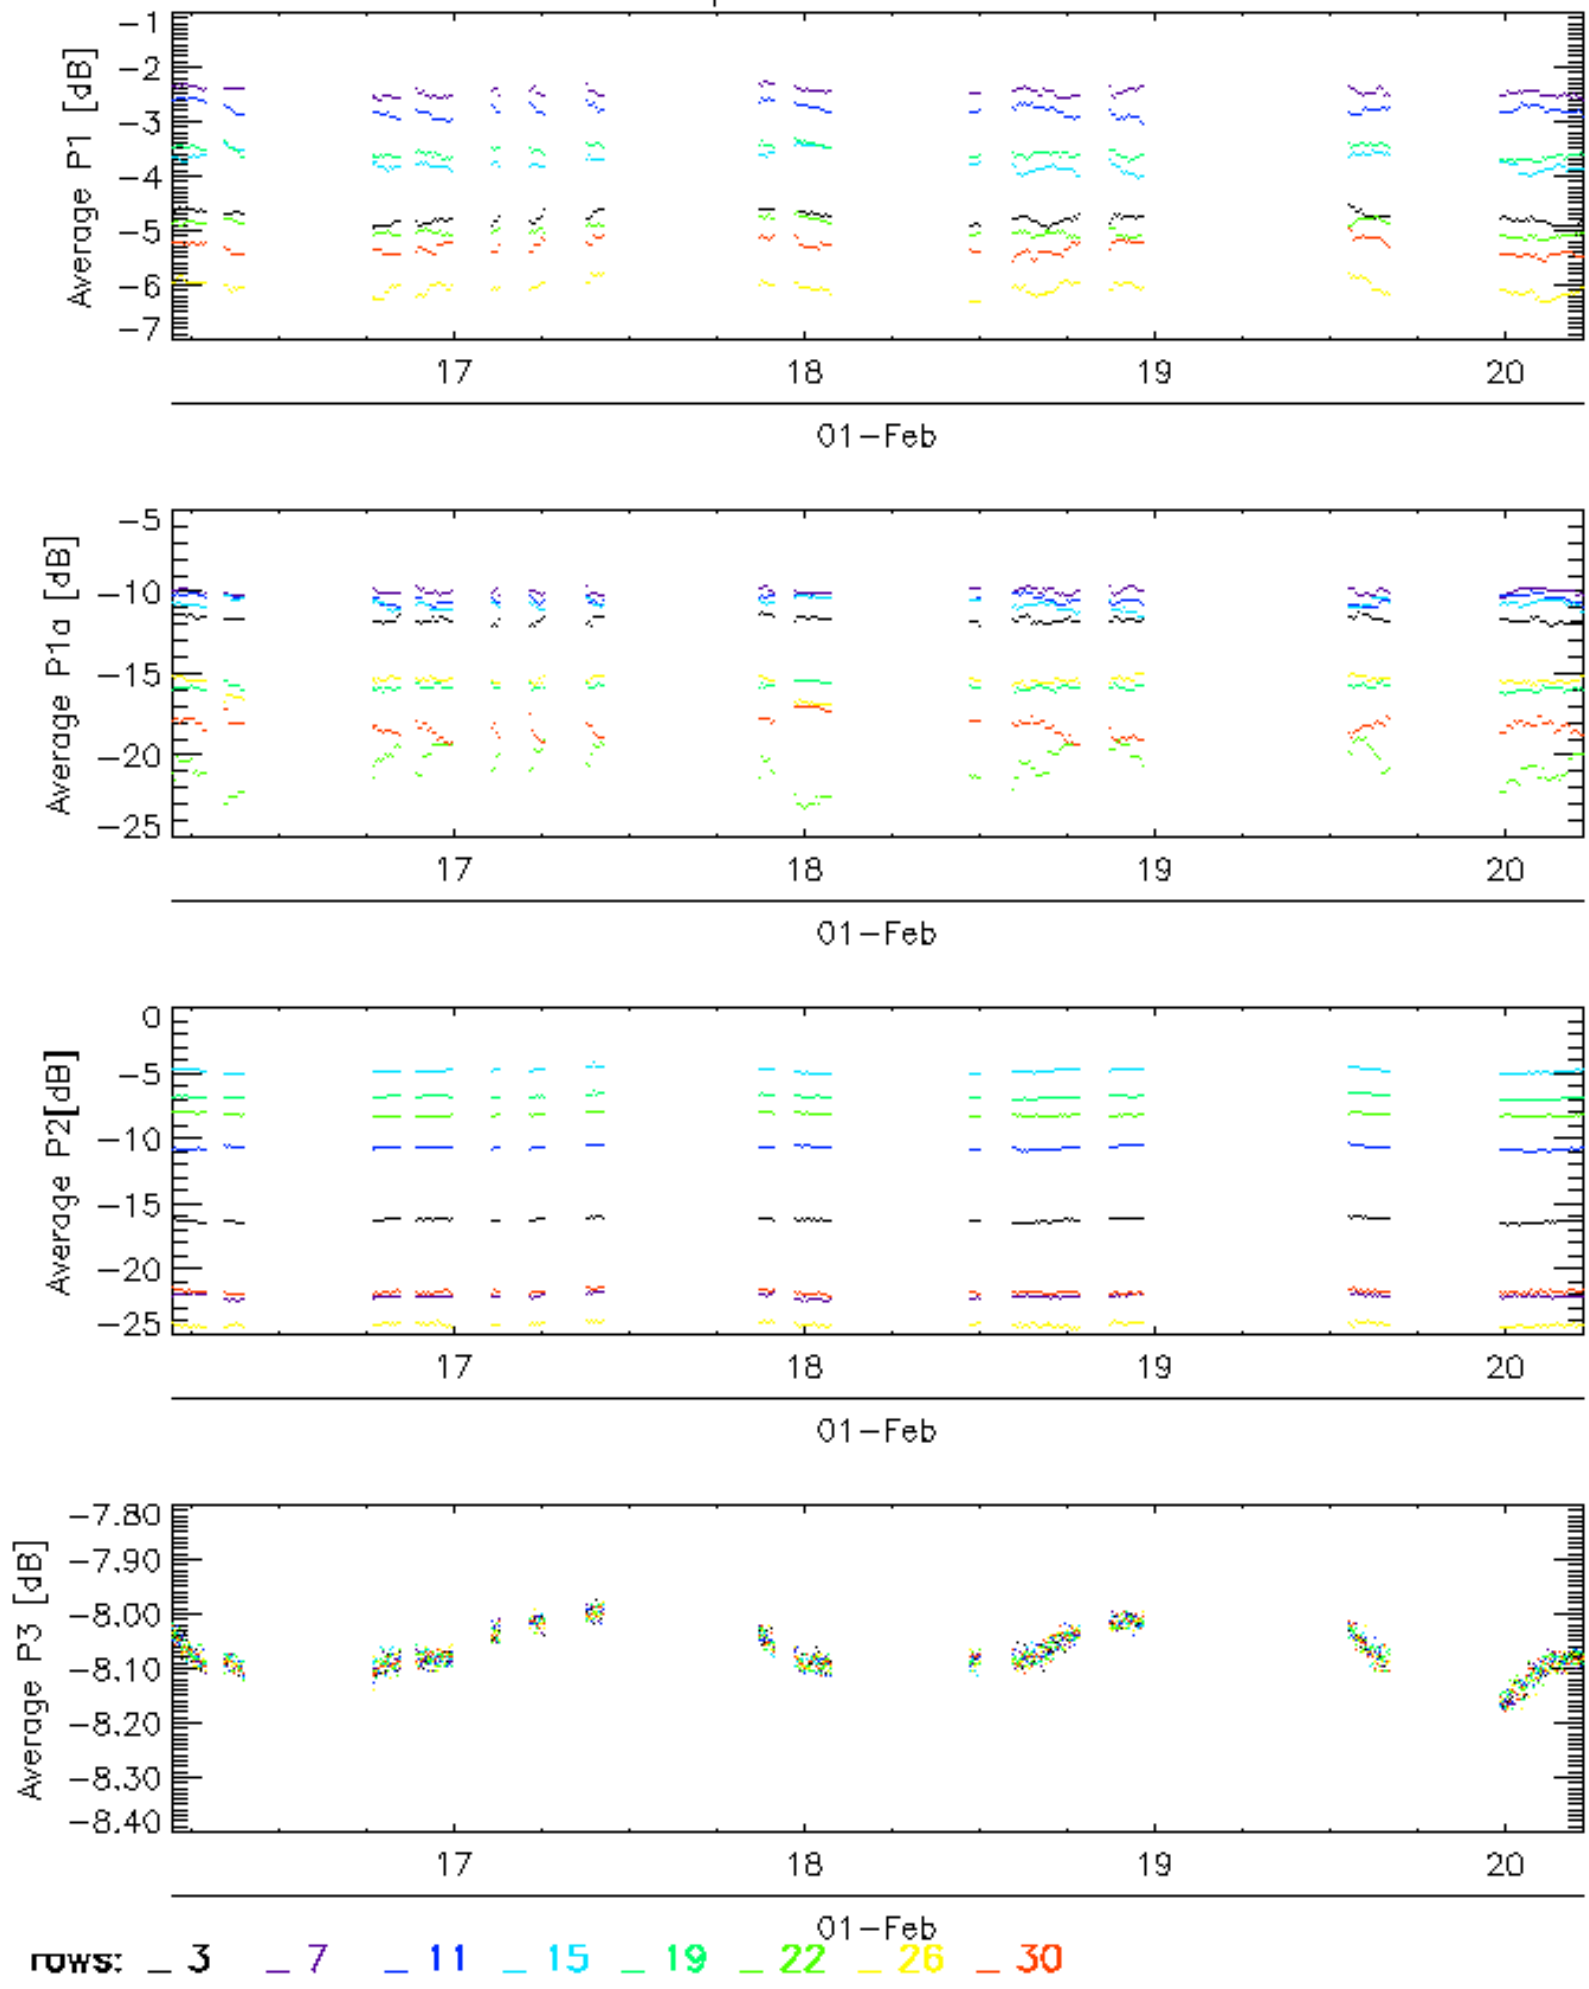 -1
-2
-3
-4
-5
-6
-7
Average P1 [dB]
17 18 19 20
01-Feb
-5
-10
-15
-20
-25
Average P1a [dB]
17 18 19 20
01-Feb
0
-5
-10
-15
-20
-25
Average P2[dB]
17 18 19 20
01-Feb
-7.80
-7.90
-8.00
-8.10
-8.20
-8.30
-8.40
Average P3 [dB]
17 18 19 20
01-Feb
rows: _ 3 _ 7 _ 11 _ 15 _ 19 _ 22 _ 26 _ 30